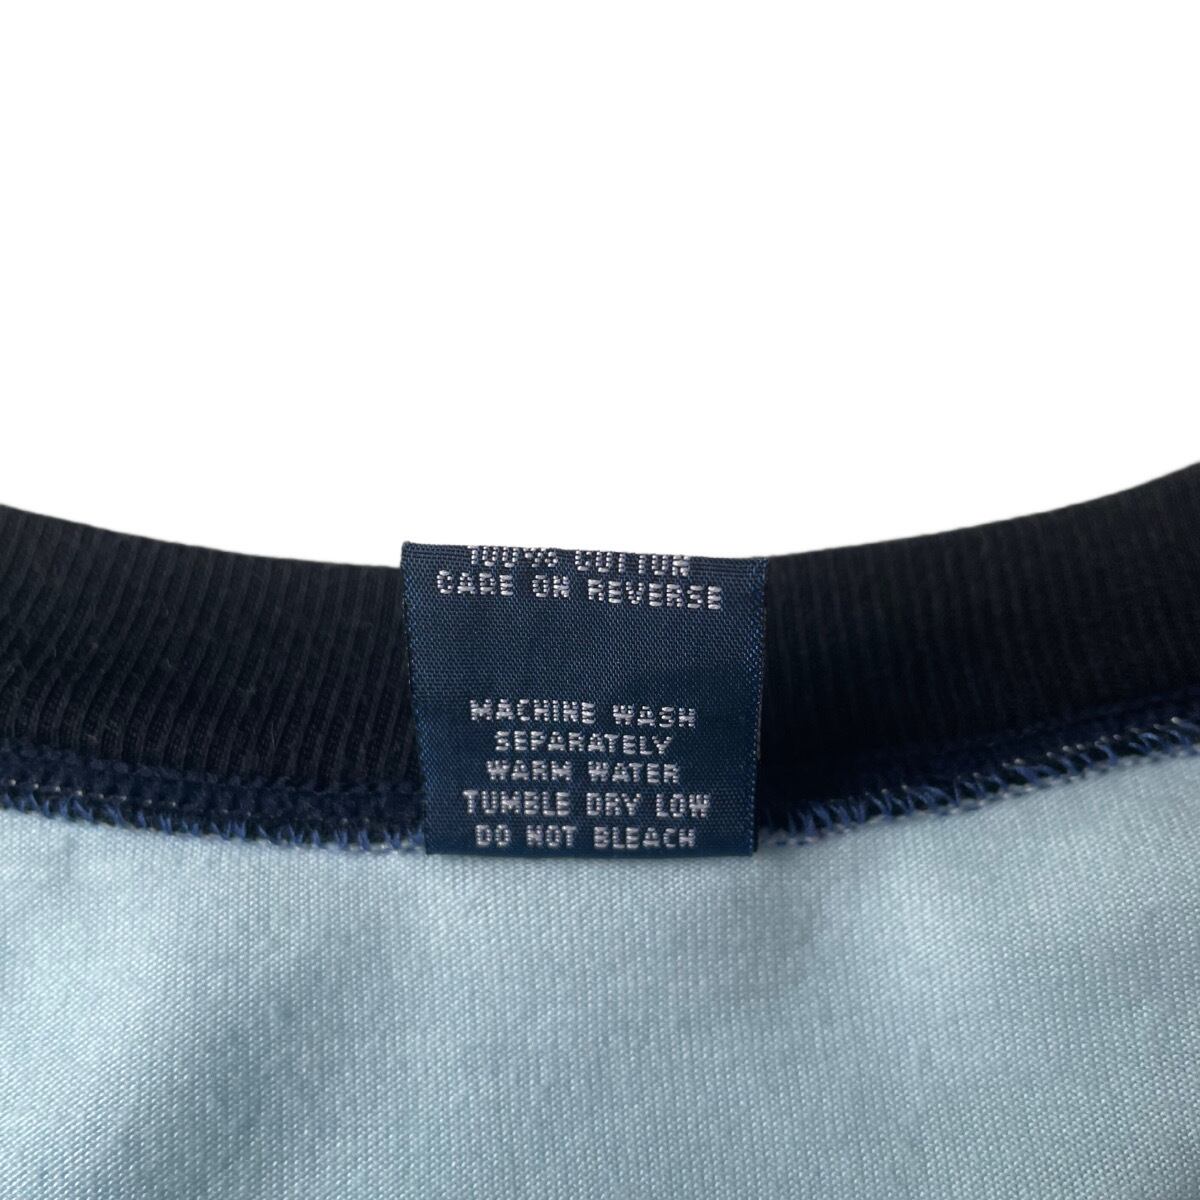 100% COTTON
CARE ON REVERSE
MACHINE WASH
SEPARATELY
WARM WATER
TUMBLE DRY LOW
DO NOT BLEACH